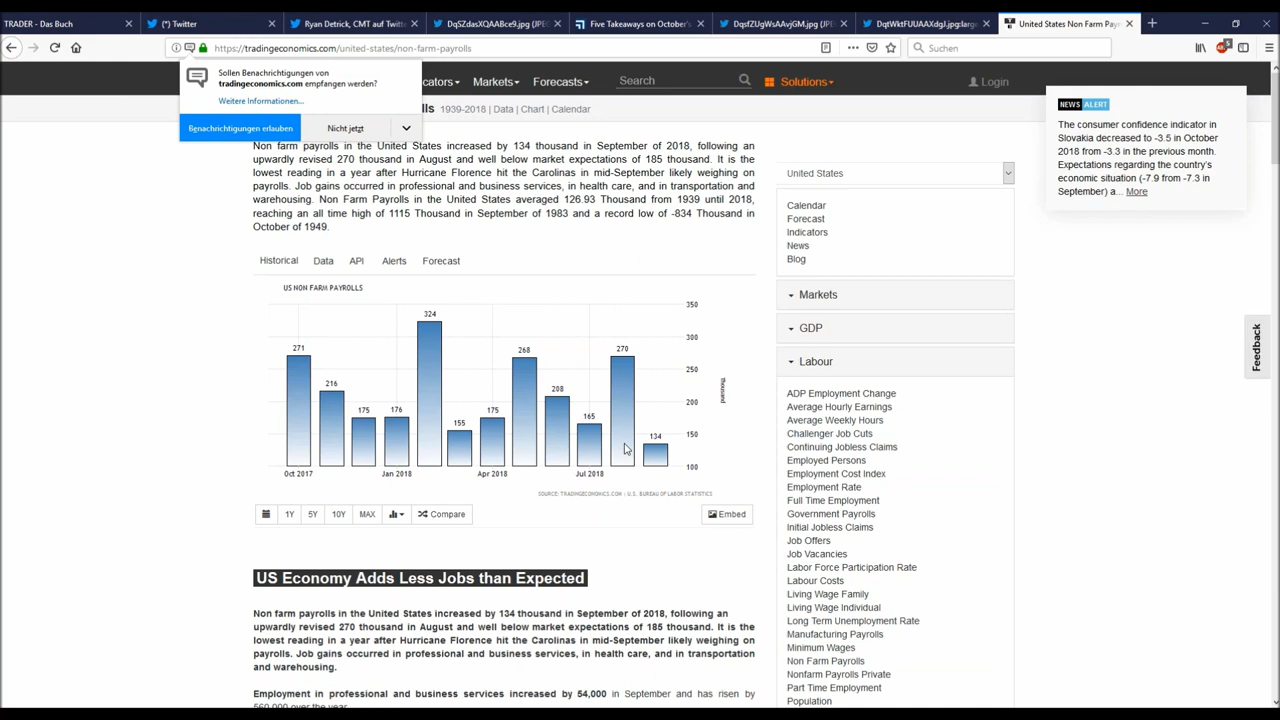 TRADER - Das Buch
(*) Twitter
Ryan Detrick, CMT auf Twitt
DqSZdasXQAABce9.jpg (JPEG
Five Takeaways on October's
DqsfZUgWsAAvjGM.jpg (JPE
DqtWktFUUAAXdgJ.jpg:large
United States Non Farm Pay
https://tradingeconomics.com/united-states/non-farm-payrolls
Suchen
Sollen Benachrichtigungen von
tradingeconomics.com empfangen werden?
Weitere Informationen...
Benachrichtigungen erlauben
Nicht jetzt
cators
Markets
Forecasts
Search
Solutions
Login
lls 1939-2018 | Data | Chart | Calendar
Non farm payrolls in the United States increased by 134 thousand in September of 2018, following an
upwardly revised 270 thousand in August and well below market expectations of 185 thousand. It is the
lowest reading in a year after Hurricane Florence hit the Carolinas in mid-September likely weighing on
payrolls. Job gains occurred in professional and business services, in health care, and in transportation and
warehousing. Non Farm Payrolls in the United States averaged 126.93 Thousand from 1939 until 2018,
reaching an all time high of 1115 Thousand in September of 1983 and a record low of -834 Thousand in
October of 1949.
Historical Data API Alerts Forecast
US NON FARM PAYROLLS
350
300
250
200
150
100
thousand
271
216
175
176
324
155
175
268
208
165
270
134
Oct 2017
Jan 2018
Apr 2018
Jul 2018
SOURCE: TRADINGECONOMICS.COM / U.S. BUREAU OF LABOR STATISTICS
1Y 5Y 10Y MAX Compare Embed
US Economy Adds Less Jobs than Expected
Non farm payrolls in the United States increased by 134 thousand in September of 2018, following an
upwardly revised 270 thousand in August and well below market expectations of 185 thousand. It is the
lowest reading in a year after Hurricane Florence hit the Carolinas in mid-September likely weighing on
payrolls. Job gains occurred in professional and business services, in health care, and in transportation
and warehousing.
Employment in professional and business services increased by 54,000 in September and has risen by
560,000 over the year.
United States
Calendar
Forecast
Indicators
News
Blog
Markets
GDP
Labour
ADP Employment Change
Average Hourly Earnings
Average Weekly Hours
Challenger Job Cuts
Continuing Jobless Claims
Employed Persons
Employment Cost Index
Employment Rate
Full Time Employment
Government Payrolls
Initial Jobless Claims
Job Offers
Job Vacancies
Labor Force Participation Rate
Labour Costs
Living Wage Family
Living Wage Individual
Long Term Unemployment Rate
Manufacturing Payrolls
Minimum Wages
Non Farm Payrolls
Nonfarm Payrolls Private
Part Time Employment
Population
NEWS ALERT
The consumer confidence indicator in
Slovakia decreased to -3.5 in October
2018 from -3.3 in the previous month.
Expectations regarding the country's
economic situation (-7.9 from -7.3 in
September) a... More
Feedback